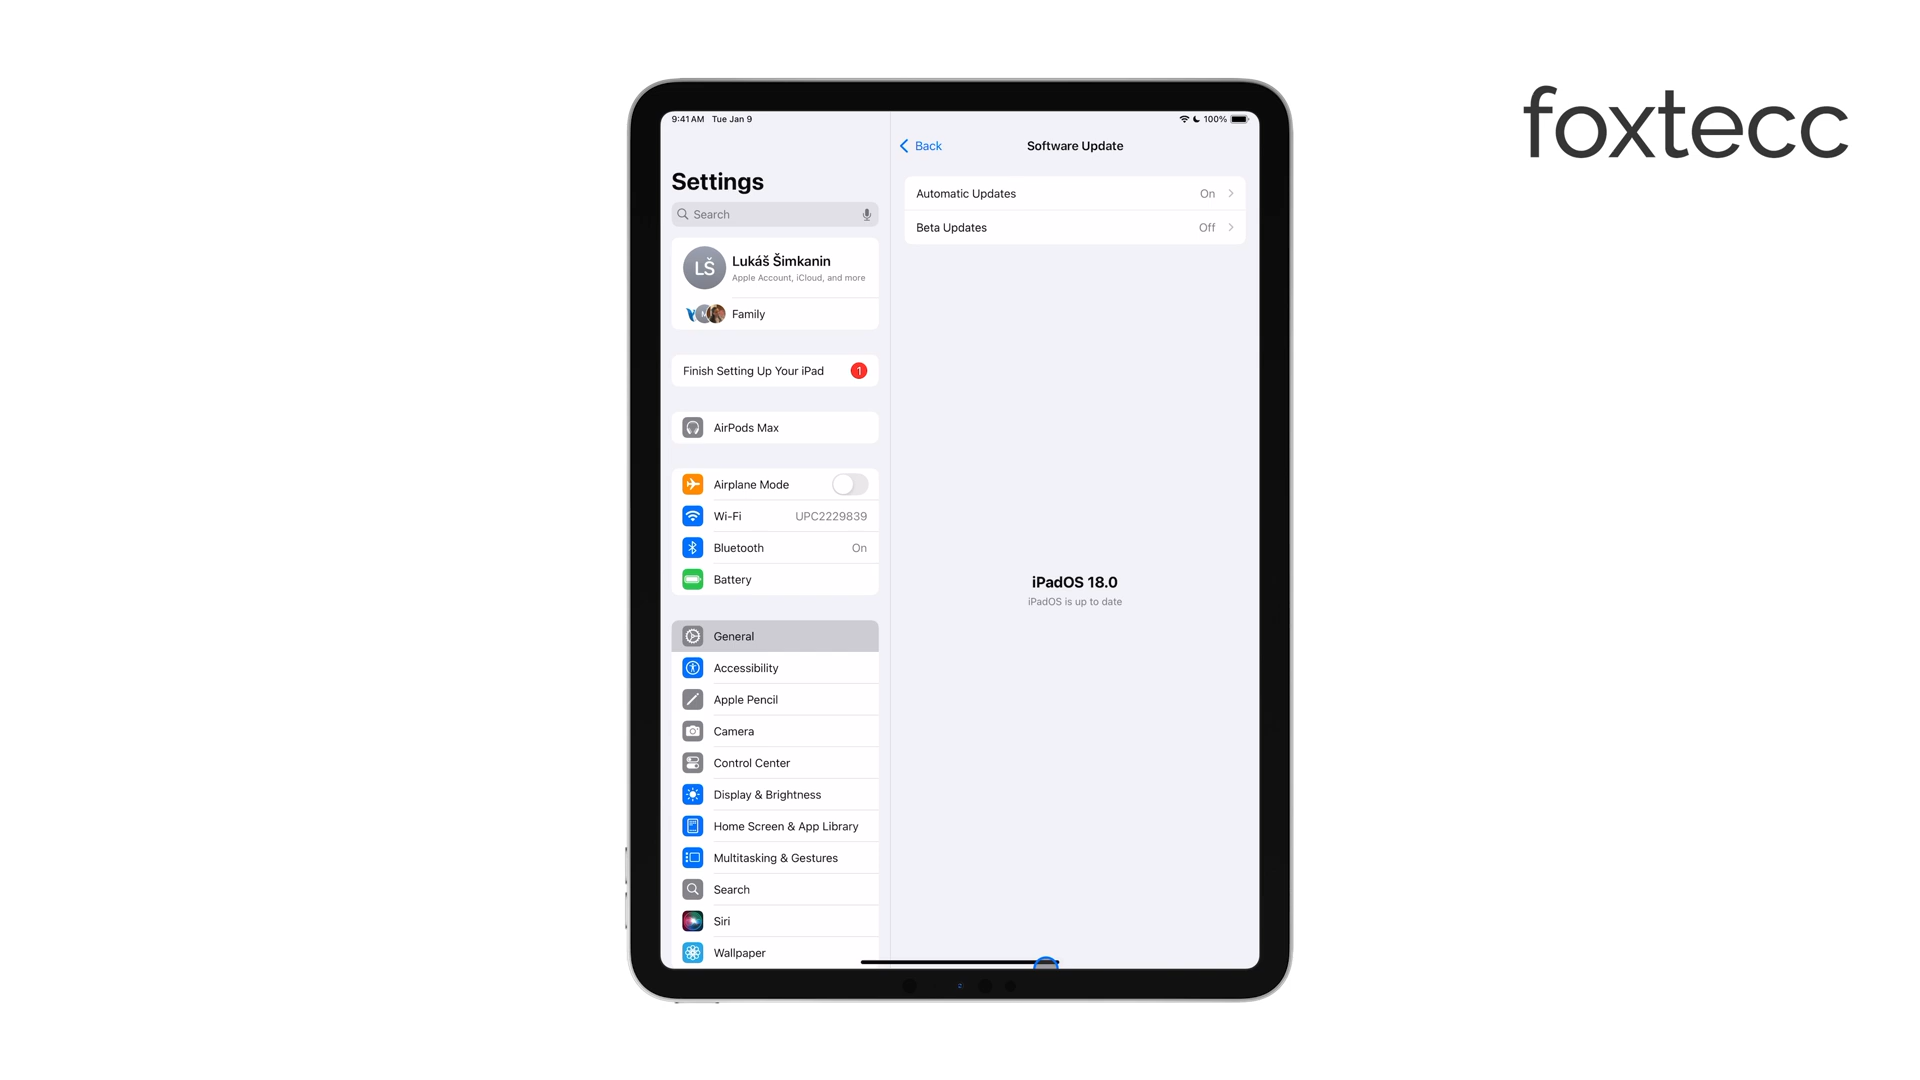 foxtecc
9:41 AM Tue Jan 9
100%
Settings
Search
LŠ
Lukáš Šimkanin
Apple Account, iCloud, and more
Family
Finish Setting Up Your iPad 1
AirPods Max
Airplane Mode
Wi-Fi UPC2229839
Bluetooth On
Battery
General
Accessibility
Apple Pencil
Camera
Control Center
Display & Brightness
Home Screen & App Library
Multitasking & Gestures
Search
Siri
Wallpaper
Back
Software Update
Automatic Updates On
Beta Updates Off
iPadOS 18.0
iPadOS is up to date